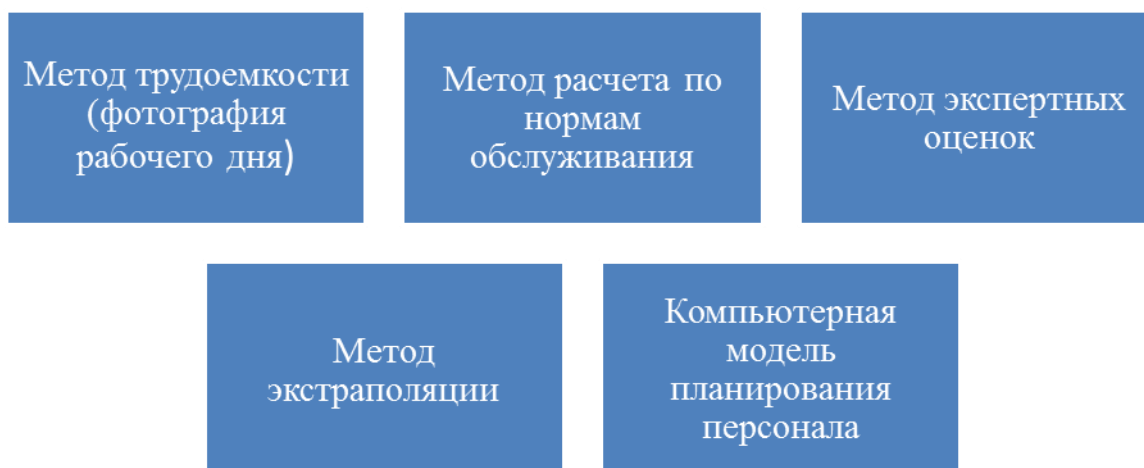 Метод трудоемкости
(фотография
рабочего дня)
Метод расчета по
нормам
обслуживания
Метод экспертных
оценок
Метод
экстраполяции
Компьютерная
модель
планирования
персонала